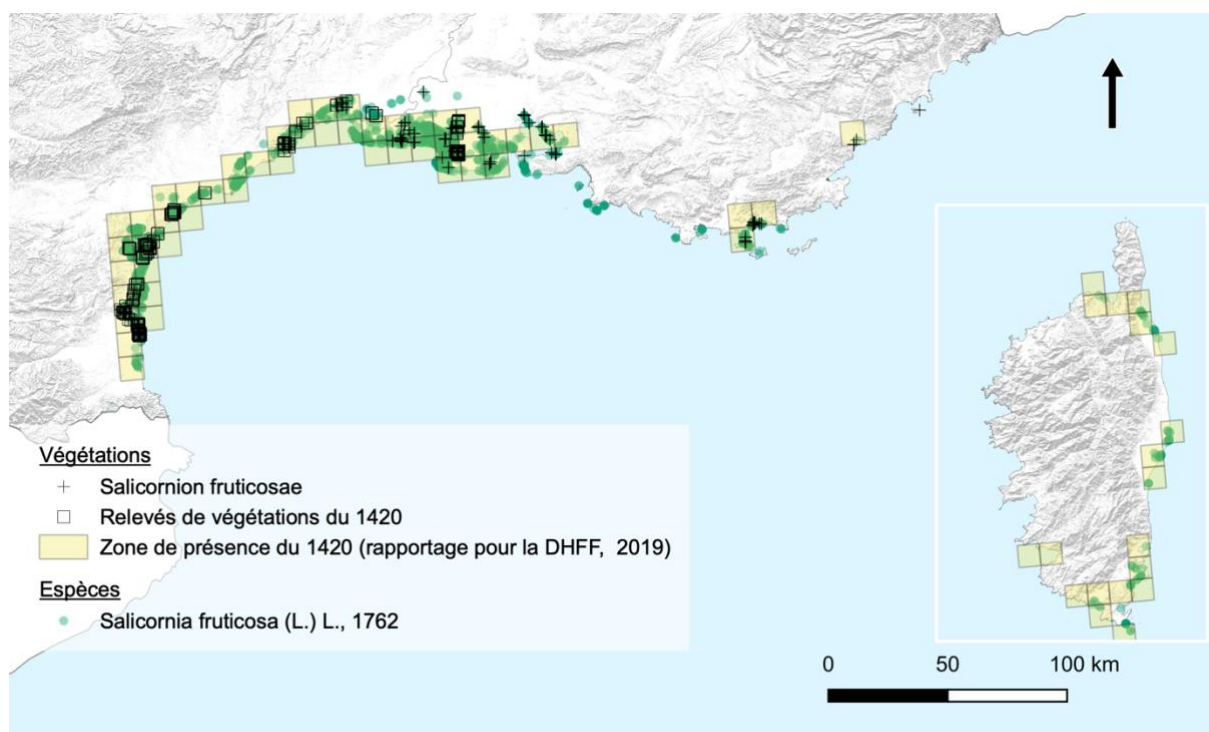 Végétations
Salicornion fruticosae
Relevés de végétations du 1420
Zone de présence du 1420 (rapportage pour la DHFF, 2019)
Espèces
Salicornia fruticosa (L.) L., 1762
0 50 100 km